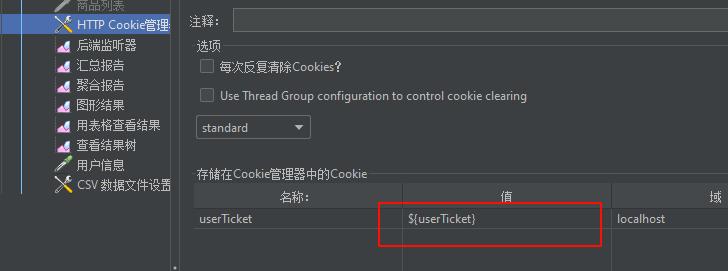 商品列表
HTTP Cookie管理
后端监听器
汇总报告
聚合报告
图形结果
用表格查看结果
查看结果树
用户信息
CSV 数据文件设置
注释：
选项
每次反复清除Cookies?
Use Thread Group configuration to control cookie clearing
standard
存储在Cookie管理器中的Cookie
名称: 值 域
userTicket ${userTicket} localhost